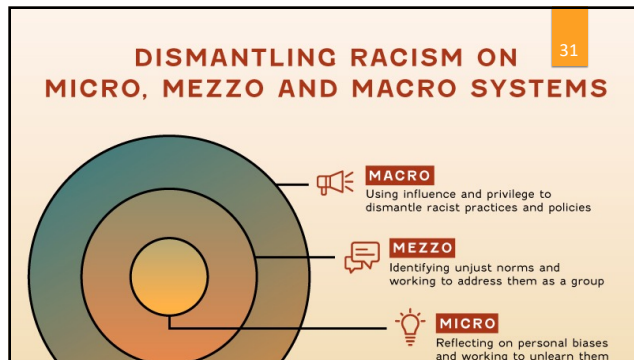 31
DISMANTLING RACISM ON
MICRO, MEZZO AND MACRO SYSTEMS
MACRO
Using influence and privilege to
dismantle racist practices and policies
MEZZO
Identifying unjust norms and
working to address them as a group
MICRO
Reflecting on personal biases
and working to unlearn them